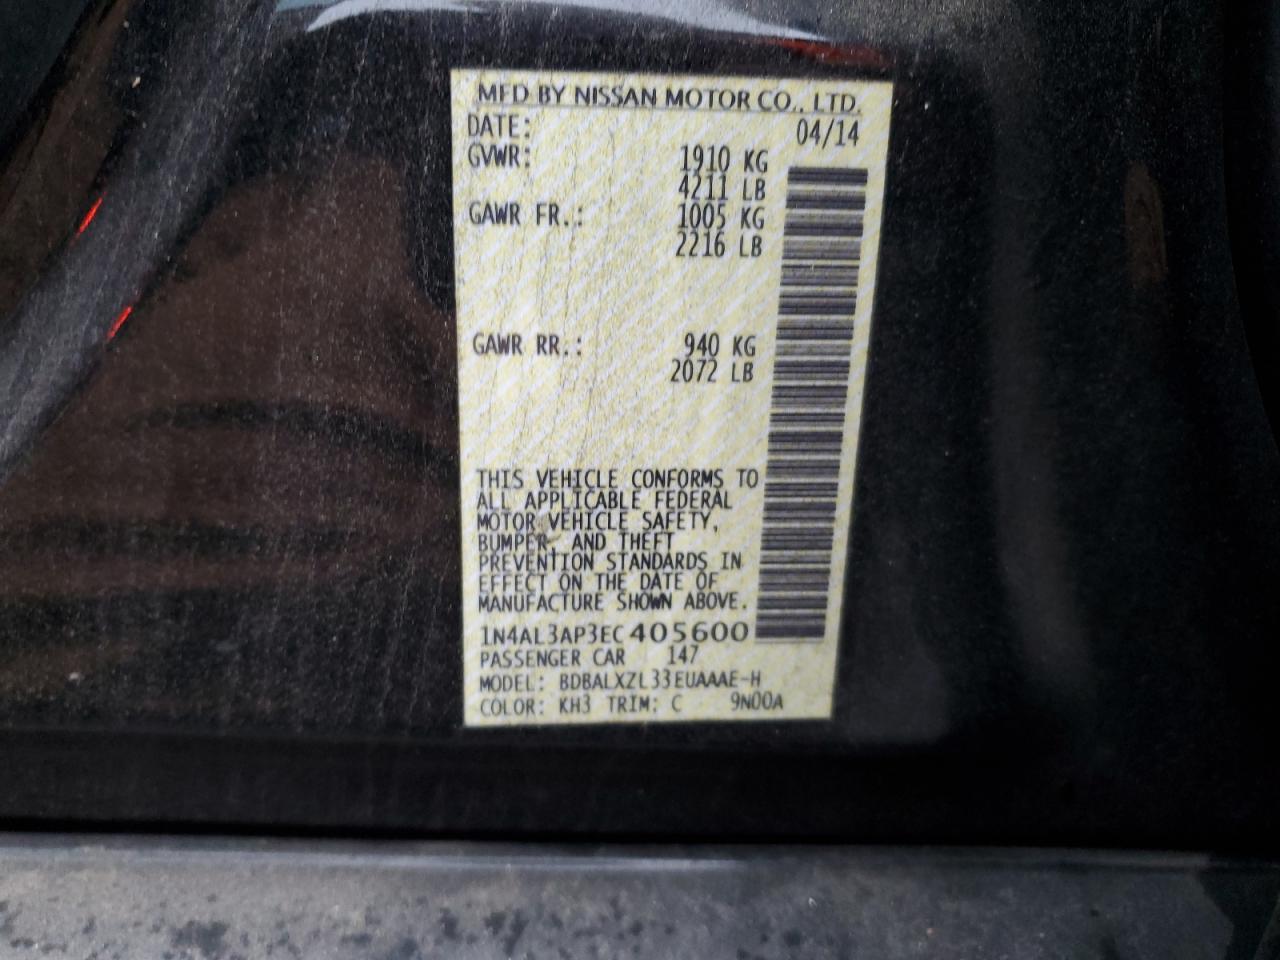 MFD BY NISSAN MOTOR CO., LTD.
DATE: 04/14
GVWR: 1910 KG
4211 LB
GAWR FR.: 1005 KG
2216 LB
GAWR RR.: 940 KG
2072 LB
THIS VEHICLE CONFORMS TO
ALL APPLICABLE FEDERAL
MOTOR VEHICLE SAFETY,
BUMPER, AND THEFT
PREVENTION STANDARDS IN
EFFECT ON THE DATE OF
MANUFACTURE SHOWN ABOVE.
1N4AL3AP3EC405600
PASSENGER CAR 147
MODEL: BDBALXZL33EUAAAE-H
COLOR: KH3 TRIM: C 9N00A